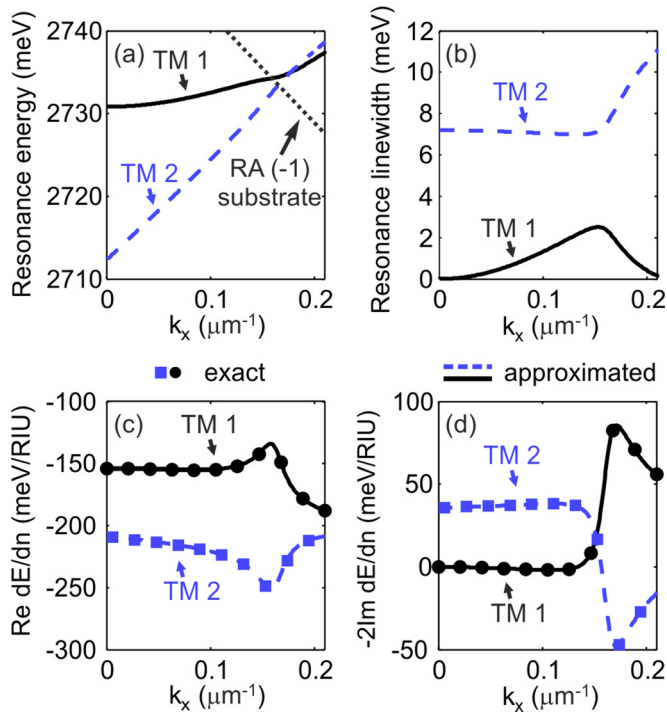 2740
(a)
TM 1
2730
2720
TM 2
RA (-1)
substrate
2710
0
0.1
0.2
kₓ (μm⁻¹)
Resonance energy (meV)
12
(b)
10
8
TM 2
6
4
TM 1
2
0
0
0.1
0.2
kₓ (μm⁻¹)
Resonance linewidth (meV)
exact
approximated
-100
(c)
TM 1
-150
-200
-250
TM 2
-300
0
0.1
0.2
kₓ (μm⁻¹)
Re dE/dn (meV/RIU)
100
(d)
TM 2
50
0
TM 1
-50
0
0.1
0.2
kₓ (μm⁻¹)
-2Im dE/dn (meV/RIU)